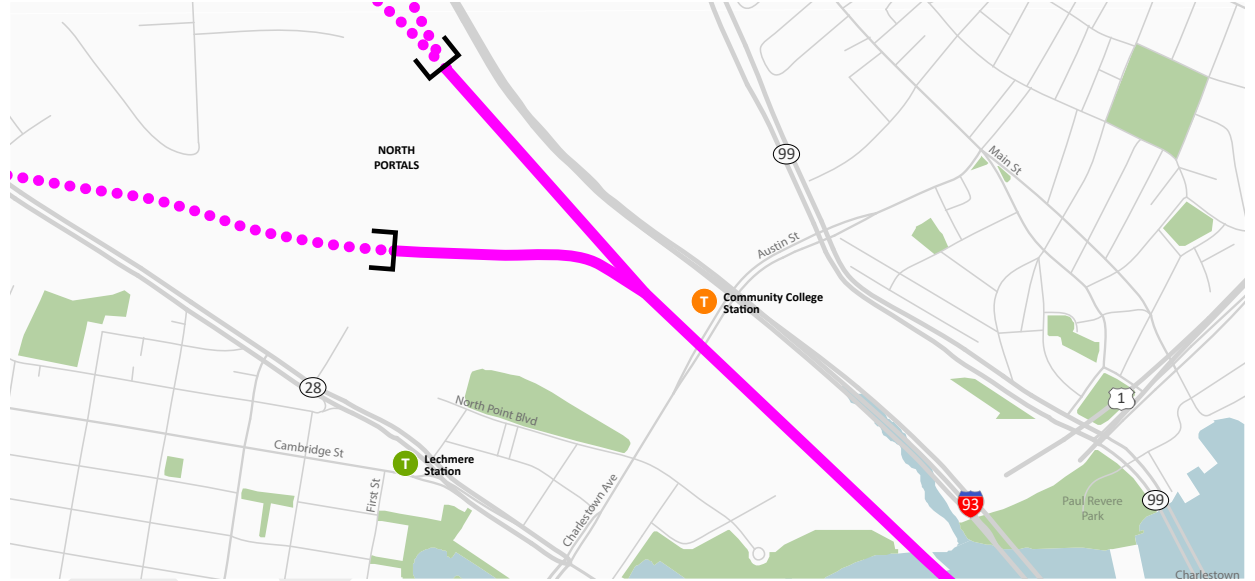 NORTH
PORTALS
99
Main St
Austin St
T
Community College
Station
28
North Point Blvd
1
Cambridge St
T
Lechmere
Station
First St
Charlestown Ave
93
Paul Revere
Park
99
Charlestown